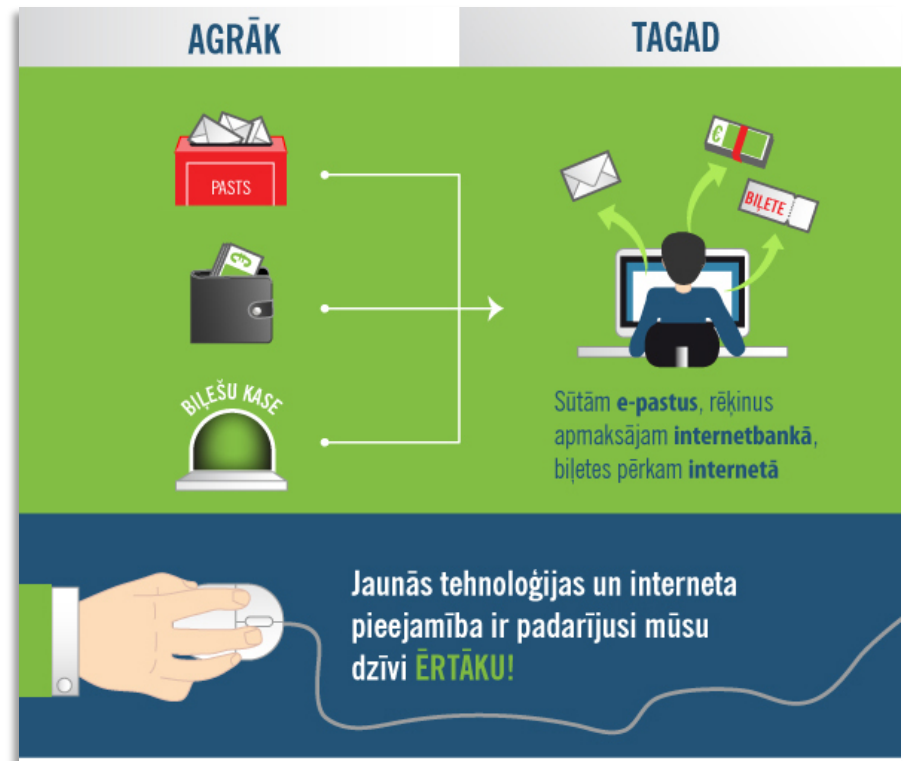 AGRĀK
TAGAD
PASTS
€
€
BIĻETE
BIĻEŠU KASE
Sūtām e-pastus, rēķinus
apmaksājam internetbankā,
biļetes pērkam internetā
Jaunās tehnoloģijas un interneta
pieejamība ir padarījusi mūsu
dzīvi ĒRTĀKU!